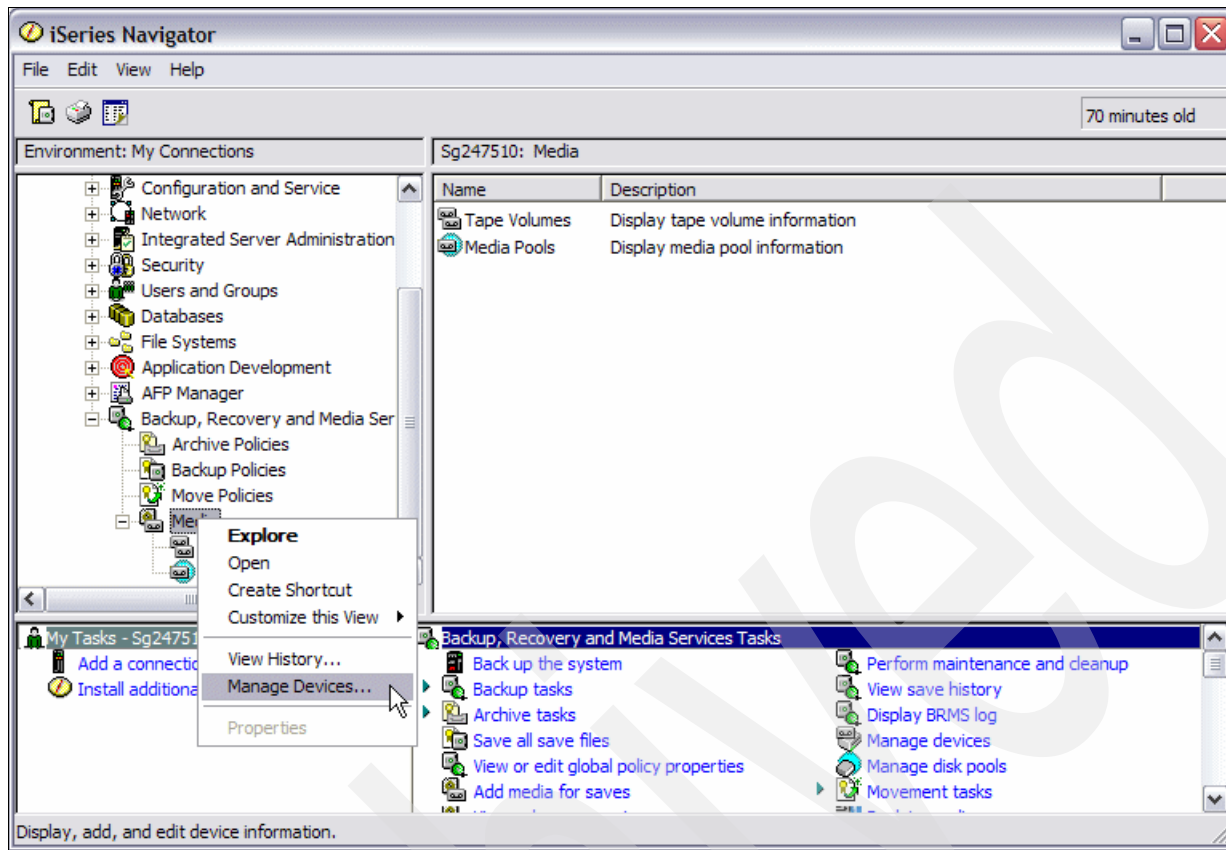 iSeries Navigator
File Edit View Help
70 minutes old
Environment: My Connections
Sg247510: Media
Configuration and Service
Network
Integrated Server Administration
Security
Users and Groups
Databases
File Systems
Application Development
AFP Manager
Backup, Recovery and Media Ser
Archive Policies
Backup Policies
Move Policies
Name Description
Tape Volumes Display tape volume information
Media Pools Display media pool information
Explore
Open
Create Shortcut
Customize this View
View History...
Manage Devices...
Properties
My Tasks - Sg24751
Add a connectio
Install additiona
Backup, Recovery and Media Services Tasks
Back up the system
Backup tasks
Archive tasks
Save all save files
View or edit global policy properties
Add media for saves
Perform maintenance and cleanup
View save history
Display BRMS log
Manage devices
Manage disk pools
Movement tasks
Display, add, and edit device information.